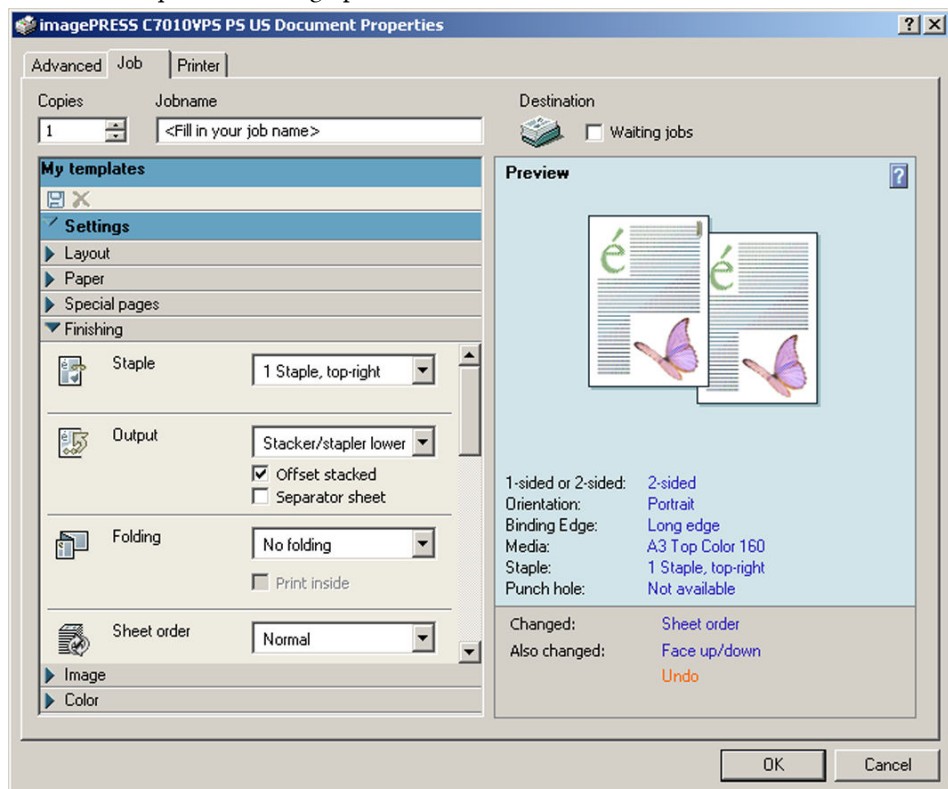 imagePRESS C7010VPS PS US Document Properties
Advanced Job Printer
Copies Jobname Destination
1 <Fill in your job name> Waiting jobs
My templates
Settings
Layout
Paper
Special pages
Finishing
Staple 1 Staple, top-right
Output Stacker/stapler lower
Offset stacked
Separator sheet
Folding No folding
Print inside
Sheet order Normal
Image
Color
Preview
é é
1-sided or 2-sided: 2-sided
Orientation: Portrait
Binding Edge: Long edge
Media: A3 Top Color 160
Staple: 1 Staple, top-right
Punch hole: Not available
Changed: Sheet order
Also changed: Face up/down
Undo
OK Cancel